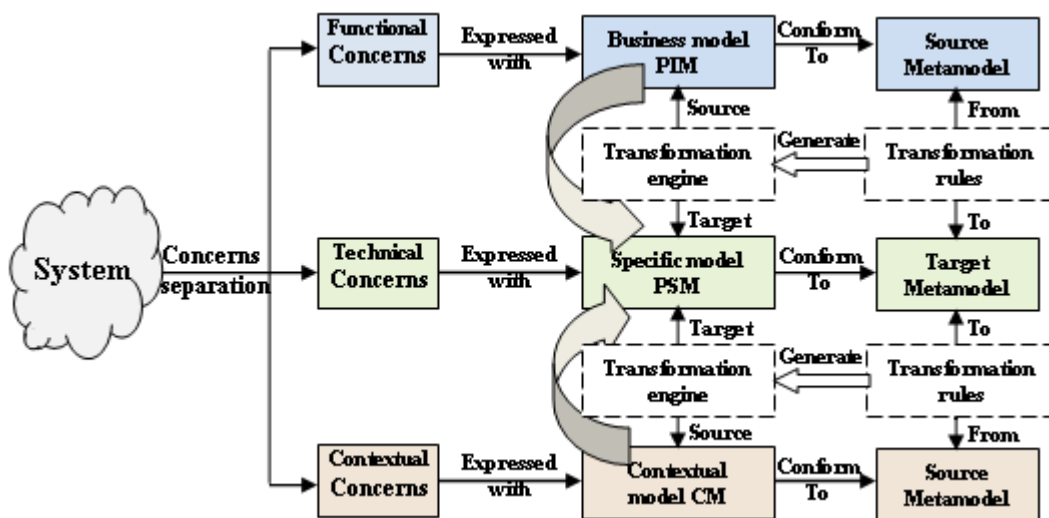 Functional
Concerns
Expressed
with
Business model
PIM
Conform
To
Source
Metamodel
Source
From
Transformation
engine
Generate
Transformation
rules
Target
To
System
Concerns
separation
Technical
Concerns
Expressed
with
Specific model
PSM
Conform
To
Target
Metamodel
Target
To
Transformation
engine
Generate
Transformation
rules
Source
From
Contextual
Concerns
Expressed
with
Contextual
model CM
Conform
To
Source
Metamodel